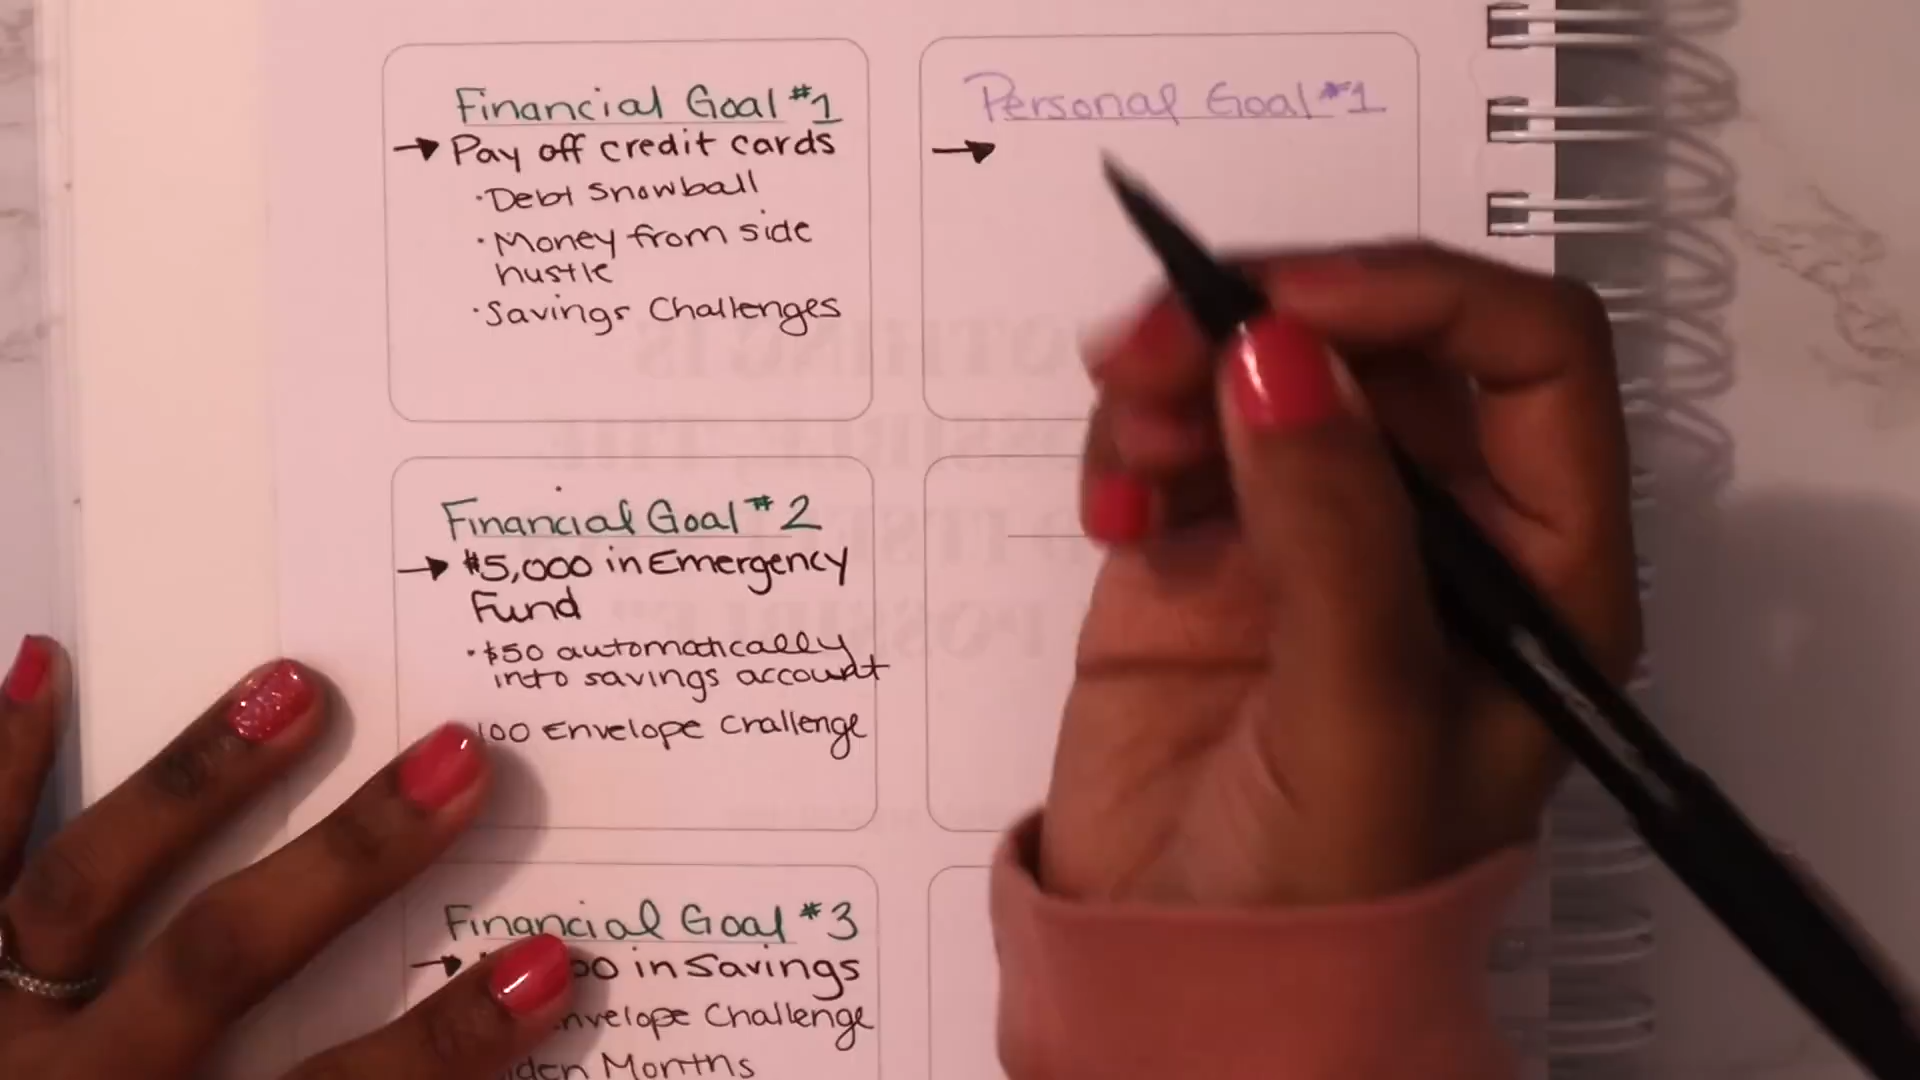 Financial Goal #1
Pay off credit cards
·Debt Snowball
·Money from side
hustle
·Savings Challenges
Personal Goal #1
Financial Goal #2
$5,000 in Emergency
Fund
·$50 automatically
into savings account
100 Envelope Challenge
Financial Goal #3
in Savings
Challenge
Months